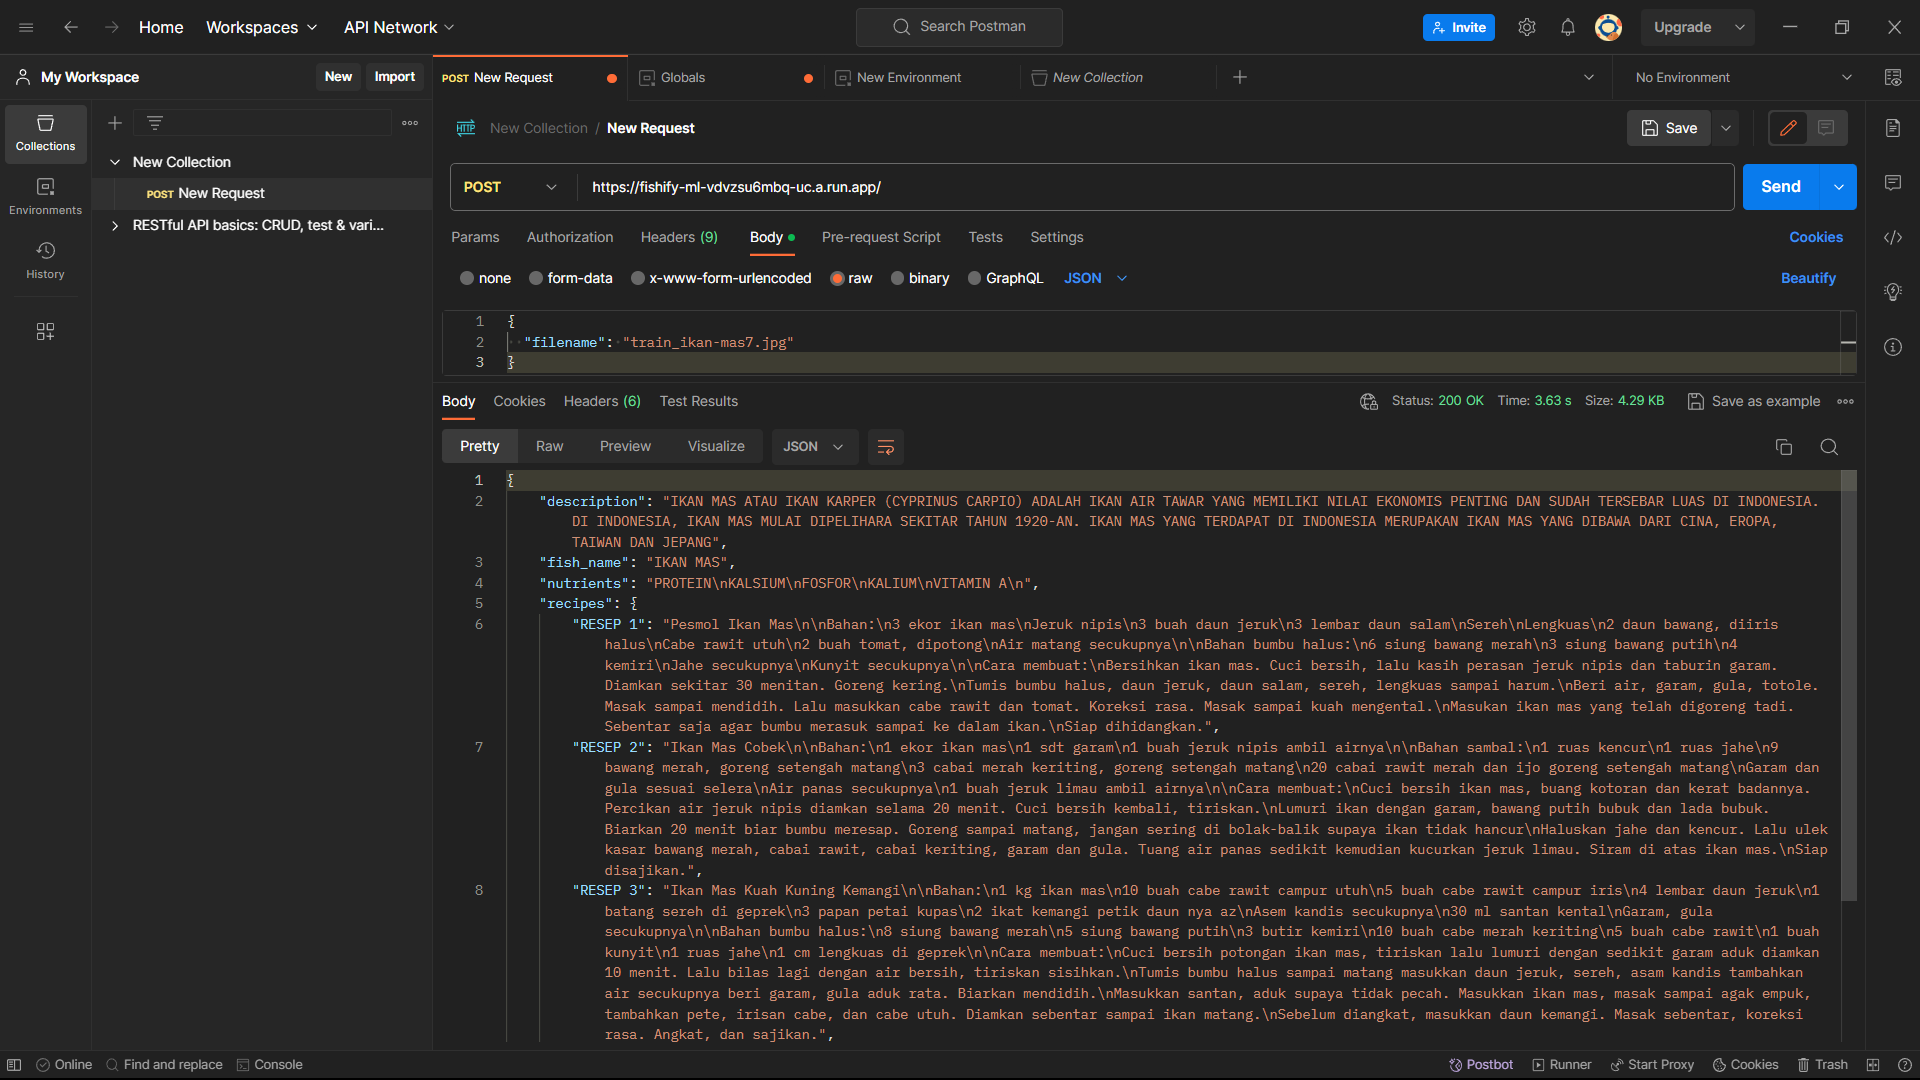 Home Workspaces API Network Search Postman Invite Upgrade
My Workspace New Import POST New Request Globals New Environment New Collection No Environment
Collections
Environments
History
New Collection
POST New Request
RESTful API basics: CRUD, test & vari...
HTTP New Collection / New Request Save
POST https://fishify-ml-vdvzsu6mbq-uc.a.run.app/ Send
Params Authorization Headers (9) Body Pre-request Script Tests Settings Cookies
none form-data x-www-form-urlencoded raw binary GraphQL JSON Beautify
1 {
2 "filename": "train_ikan-mas7.jpg"
3 }
Body Cookies Headers (6) Test Results Status: 200 OK Time: 3.63 s Size: 4.29 KB Save as example
Pretty Raw Preview Visualize JSON
1 {
2 "description": "IKAN MAS ATAU IKAN KARPER (CYPRINUS CARPIO) ADALAH IKAN AIR TAWAR YANG MEMILIKI NILAI EKONOMIS PENTING DAN SUDAH TERSEBAR LUAS DI INDONESIA.
DI INDONESIA, IKAN MAS MULAI DIPELIHARA SEKITAR TAHUN 1920-AN. IKAN MAS YANG TERDAPAT DI INDONESIA MERUPAKAN IKAN MAS YANG DIBAWA DARI CINA, EROPA,
TAIWAN DAN JEPANG",
3 "fish_name": "IKAN MAS",
4 "nutrients": "PROTEIN\nKALSIUM\nFOSFOR\nKALIUM\nVITAMIN A\n",
5 "recipes": {
6 "RESEP 1": "Pesmol Ikan Mas\n\nBahan:\n3 ekor ikan mas\nJeruk nipis\n3 buah daun jeruk\n3 lembar daun salam\nSereh\nLengkuas\n2 daun bawang, diiris
halus\nCabe rawit utuh\n2 buah tomat, dipotong\nAir matang secukupnya\n\nBahan bumbu halus:\n6 siung bawang merah\n3 siung bawang putih\n4
kemiri\nJahe secukupnya\nKunyit secukupnya\n\nCara membuat:\nBersihkan ikan mas. Cuci bersih, lalu kasih perasan jeruk nipis dan taburin garam.
Diamkan sekitar 30 menitan. Goreng kering.\nTumis bumbu halus, daun jeruk, daun salam, sereh, lengkuas sampai harum.\nBeri air, garam, gula, totole.
Masak sampai mendidih. Lalu masukkan cabe rawit dan tomat. Koreksi rasa. Masak sampai kuah mengental.\nMasukan ikan mas yang telah digoreng tadi.
Sebentar saja agar bumbu merasuk sampai ke dalam ikan.\nSiap dihidangkan.",
7 "RESEP 2": "Ikan Mas Cobek\n\nBahan:\n1 ekor ikan mas\n1 sdt garam\n1 buah jeruk nipis ambil airnya\n\nBahan sambal:\n1 ruas kencur\n1 ruas jahe\n9
bawang merah, goreng setengah matang\n3 cabai merah keriting, goreng setengah matang\n20 cabai rawit merah dan ijo goreng setengah matang\nGaram dan
gula sesuai selera\nAir panas secukupnya\n1 buah jeruk limau ambil airnya\n\nCara membuat:\nCuci bersih ikan mas, buang kotoran dan kerat badannya.
Percikan air jeruk nipis diamkan selama 20 menit. Cuci bersih kembali, tiriskan.\nLumuri ikan dengan garam, bawang putih bubuk dan lada bubuk.
Biarkan 20 menit biar bumbu meresap. Goreng sampai matang, jangan sering di bolak-balik supaya ikan tidak hancur\nHaluskan jahe dan kencur. Lalu ulek
kasar bawang merah, cabai rawit, cabai keriting, garam dan gula. Tuang air panas sedikit kemudian kucurkan jeruk limau. Siram di atas ikan mas.\nSiap
disajikan.",
8 "RESEP 3": "Ikan Mas Kuah Kuning Kemangi\n\nBahan:\n1 kg ikan mas\n10 buah cabe rawit campur utuh\n5 buah cabe rawit campur iris\n4 lembar daun jeruk\n1
batang sereh di geprek\n3 papan petai kupas\n2 ikat kemangi petik daun nya az\nAsem kandis secukupnya\n30 ml santan kental\nGaram, gula
secukupnya\n\nBahan bumbu halus:\n8 siung bawang merah\n5 siung bawang putih\n3 butir kemiri\n10 buah cabe merah keriting\n5 buah cabe rawit\n1 buah
kunyit\n1 ruas jahe\n1 cm lengkuas di geprek\n\nCara membuat:\nCuci bersih potongan ikan mas, tiriskan lalu lumuri dengan sedikit garam aduk diamkan
10 menit. Lalu bilas lagi dengan air bersih, tiriskan sisihkan.\nTumis bumbu halus sampai matang masukkan daun jeruk, sereh, asam kandis tambahkan
air secukupnya beri garam, gula aduk rata. Biarkan mendidih.\nMasukkan santan, aduk supaya tidak pecah. Masukkan ikan mas, masak sampai agak empuk,
tambahkan pete, irisan cabe, dan cabe utuh. Diamkan sebentar sampai ikan matang.\nSebelum diangkat, masukkan daun kemangi. Masak sebentar, koreksi
rasa. Angkat, dan sajikan.",
Online Find and replace Console Postbot Runner Start Proxy Cookies Trash